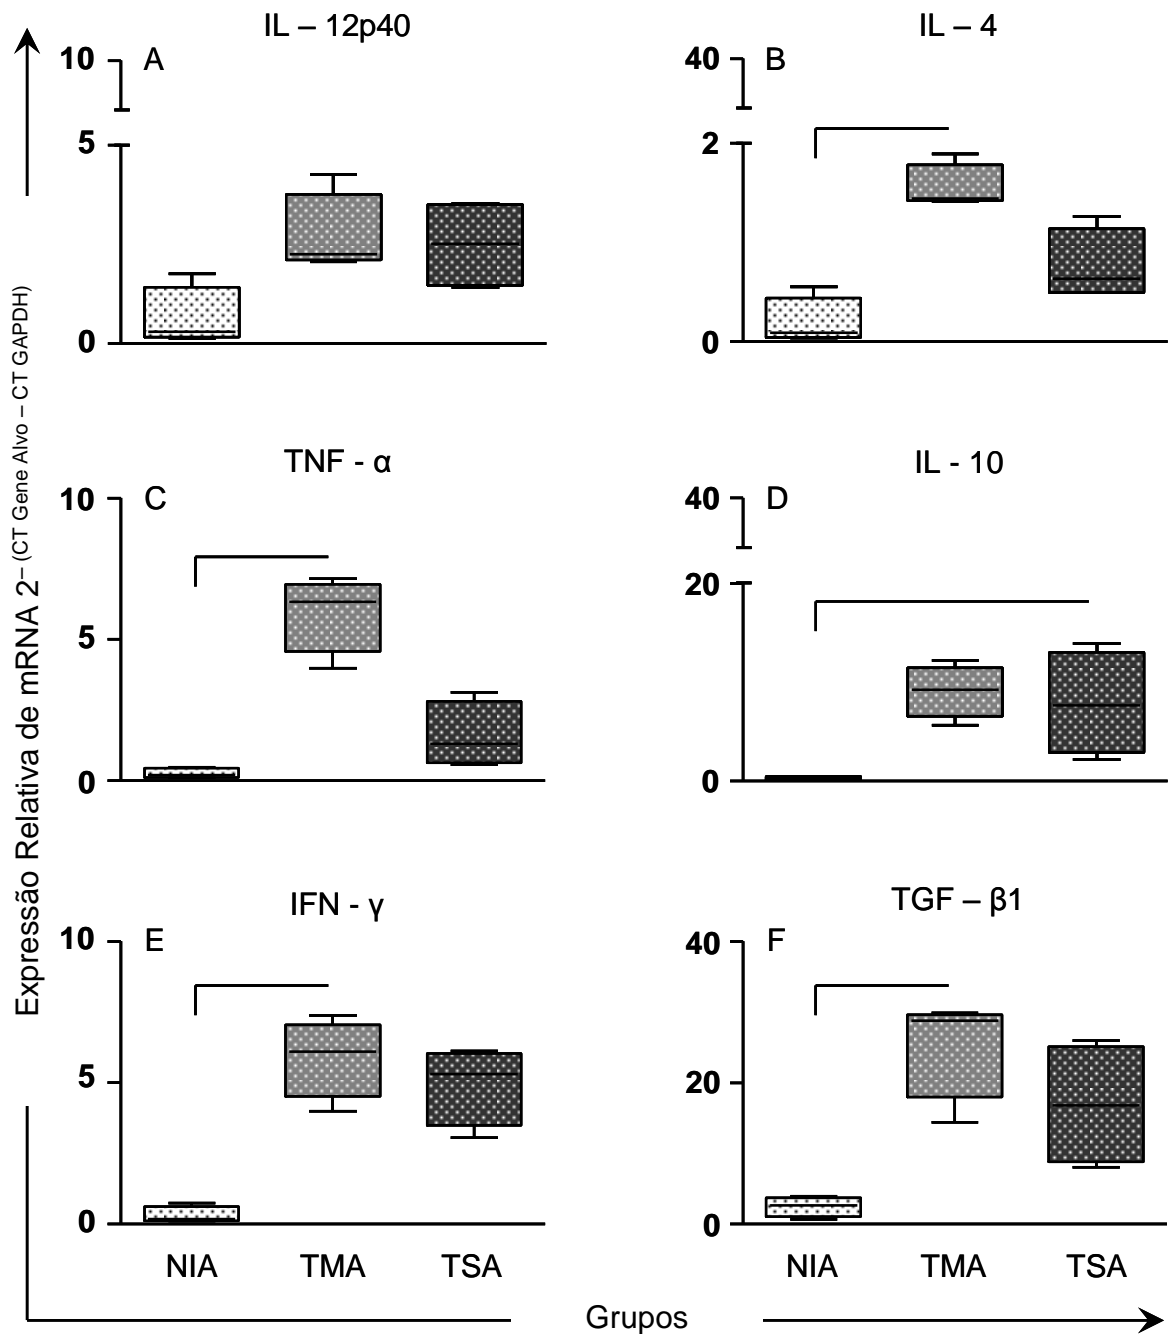 IL – 12p40
A
10
5
0
IL – 4
B
40
2
0
TNF - α
C
10
5
0
IL - 10
D
40
20
0
IFN - γ
E
10
5
0
NIA TMA TSA
TGF – β1
F
40
20
0
NIA TMA TSA
Expressão Relativa de mRNA 2– (CT Gene Alvo – CT GAPDH)
Grupos